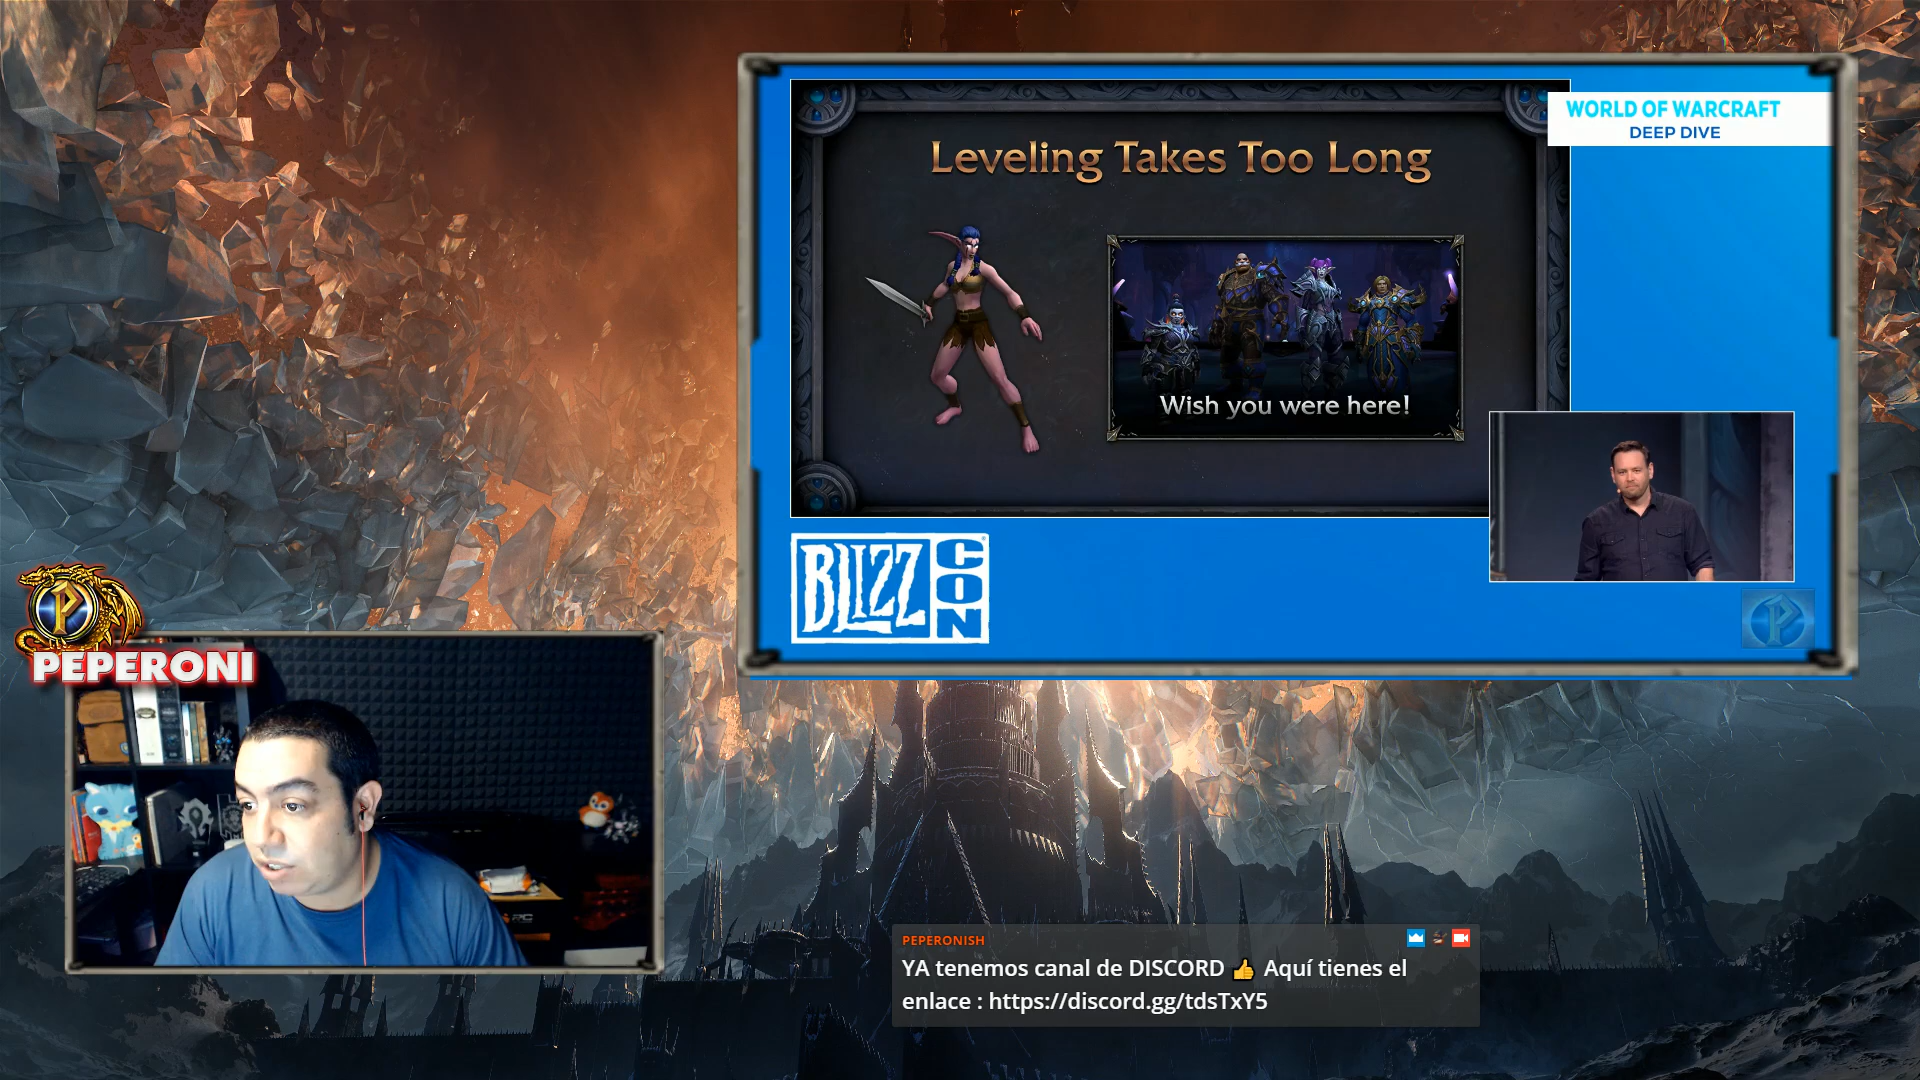 WORLD OF WARCRAFT
DEEP DIVE
Leveling Takes Too Long
Wish you were here!
BLIZZ
CON
P
PEPERONI
P
PEPERONISH
YA tenemos canal de DISCORD 👍 Aquí tienes el
enlace : https://discord.gg/tdsTxY5